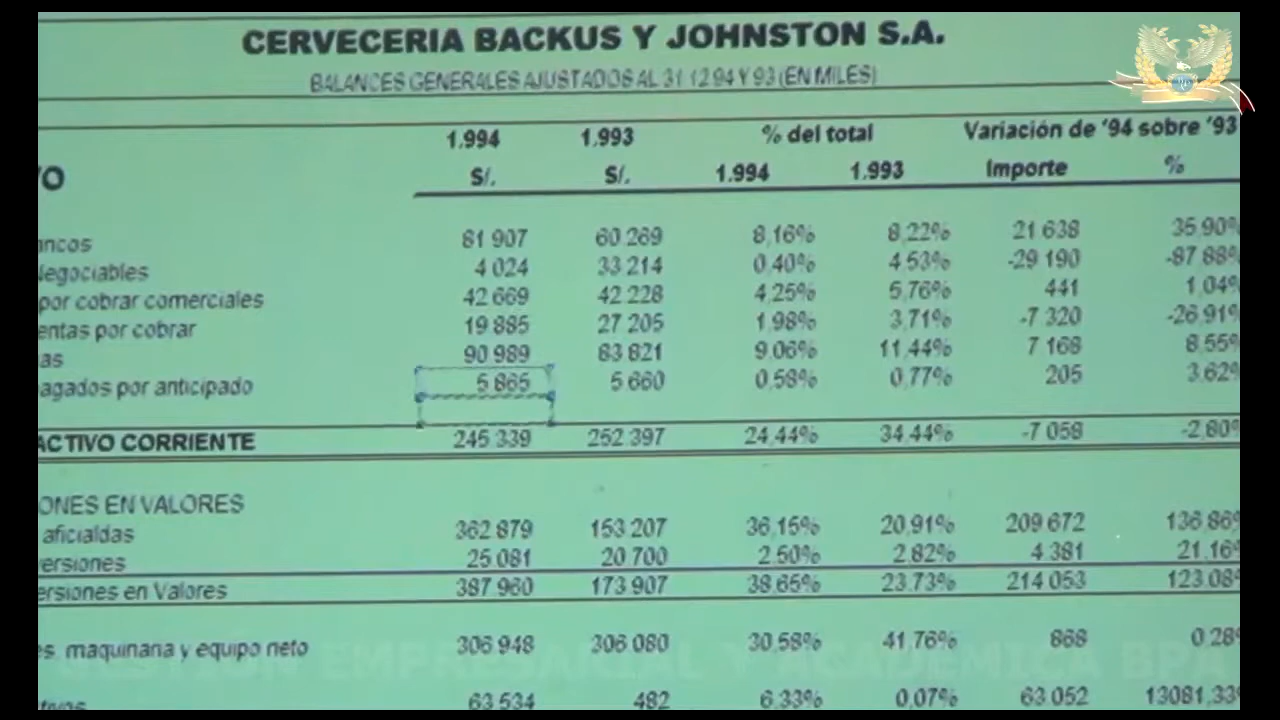 CERVECERIA BACKUS Y JOHNSTON S.A.
BALANCES GENERALES AJUSTADOS AL 31 12 94 Y 93 (EN MILES)
1.994 1.993 % del total Variación de '94 sobre '93
VO S/. S/. 1.994 1.993 Importe %
ancos 81 907 60 269 8,16% 8,22% 21 638 35 90%
Negociables 4 024 33 214 0.40% 4 53% -29 190 -87 88%
por cobrar comerciales 42 669 42 228 4,25% 5,76% 441 1,04%
entas por cobrar 19 885 27 205 1,98% 3,71% -7 320 -26,91%
as 90 989 83 821 9.06% 11,44% 7 168 8,55%
agados por anticipado 5 865 5 660 0,58% 0,77% 205 3,62%
ACTIVO CORRIENTE 245 339 252 397 24,44% 34,44% -7 058 -2,80%
ONES EN VALORES
aficialdas 362 879 153 207 36,15% 20,91% 209 672 136 86%
ersiones 25 081 20 700 2,50% 2,82% 4 381 21,16%
ersiones en Valores 387 960 173 907 38,65% 23,73% 214 053 123,08%
es. maquinaria y equipo neto 306 948 306 080 30,58% 41,76% 868 0,28%
GESTION EMPRESARIAL Y ACADEMICA BPA
63 534 482 6,33% 0,07% 63 052 13081,33%